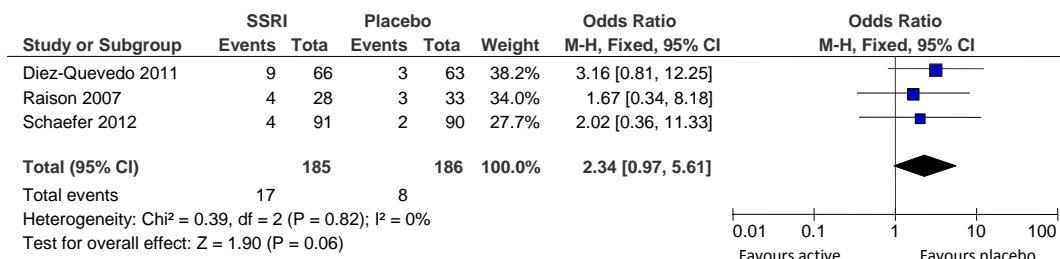 SSRI Placebo Odds Ratio Odds Ratio
Study or Subgroup Events Tota Events Tota Weight M-H, Fixed, 95% CI M-H, Fixed, 95% CI
Diez-Quevedo 2011 9 66 3 63 38.2% 3.16 [0.81, 12.25]
Raison 2007 4 28 3 33 34.0% 1.67 [0.34, 8.18]
Schaefer 2012 4 91 2 90 27.7% 2.02 [0.36, 11.33]
Total (95% CI) 185 186 100.0% 2.34 [0.97, 5.61]
Total events 17 8
Heterogeneity: Chi² = 0.39, df = 2 (P = 0.82); I² = 0%
Test for overall effect: Z = 1.90 (P = 0.06)
0.01 0.1 1 10 100
Favours active Favours placebo